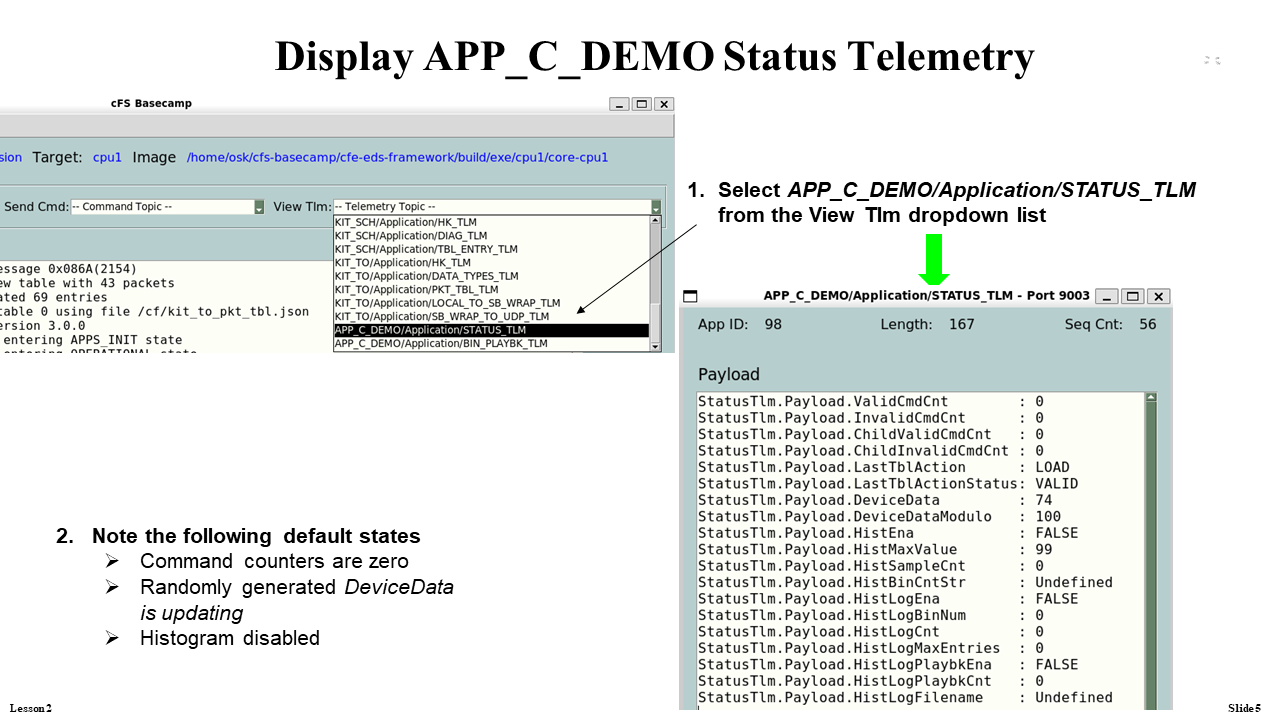 Display APP_C_DEMO Status Telemetry
cFS Basecamp
sion Target: cpu1 Image /home/osk/cfs-basecamp/cfe-eds-framework/build/exe/cpu1/core-cpu1
Send Cmd: -- Command Topic -- View Tlm: -- Telemetry Topic --
KIT_SCH/Application/HK_TLM
KIT_SCH/Application/DIAG_TLM
KIT_SCH/Application/TBL_ENTRY_TLM
KIT_TO/Application/HK_TLM
KIT_TO/Application/DATA_TYPES_TLM
KIT_TO/Application/PKT_TBL_TLM
KIT_TO/Application/LOCAL_TO_SB_WRAP_TLM
KIT_TO/Application/SB_WRAP_TO_UDP_TLM
APP_C_DEMO/Application/STATUS_TLM
APP_C_DEMO/Application/BIN_PLAYBK_TLM
essage 0x086A(2154)
ew table with 43 packets
ated 69 entries
table 0 using file /cf/kit_to_pkt_tbl.json
ersion 3.0.0
entering APPS_INIT state
entering OPERATIONAL state
1. Select APP_C_DEMO/Application/STATUS_TLM
from the View Tlm dropdown list
APP_C_DEMO/Application/STATUS_TLM - Port 9003
App ID: 98 Length: 167 Seq Cnt: 56
Payload
StatusTlm.Payload.ValidCmdCnt : 0
StatusTlm.Payload.InvalidCmdCnt : 0
StatusTlm.Payload.ChildValidCmdCnt : 0
StatusTlm.Payload.ChildInvalidCmdCnt : 0
StatusTlm.Payload.LastTblAction : LOAD
StatusTlm.Payload.LastTblActionStatus: VALID
StatusTlm.Payload.DeviceData : 74
StatusTlm.Payload.DeviceDataModulo : 100
StatusTlm.Payload.HistEna : FALSE
StatusTlm.Payload.HistMaxValue : 99
StatusTlm.Payload.HistSampleCnt : 0
StatusTlm.Payload.HistBinCntStr : Undefined
StatusTlm.Payload.HistLogEna : FALSE
StatusTlm.Payload.HistLogBinNum : 0
StatusTlm.Payload.HistLogCnt : 0
StatusTlm.Payload.HistLogMaxEntries : 0
StatusTlm.Payload.HistLogPlaybkEna : FALSE
StatusTlm.Payload.HistLogPlaybkCnt : 0
StatusTlm.Payload.HistLogFilename : Undefined
2. Note the following default states
➢ Command counters are zero
➢ Randomly generated DeviceData
is updating
➢ Histogram disabled
Lesson 2
Slide 5